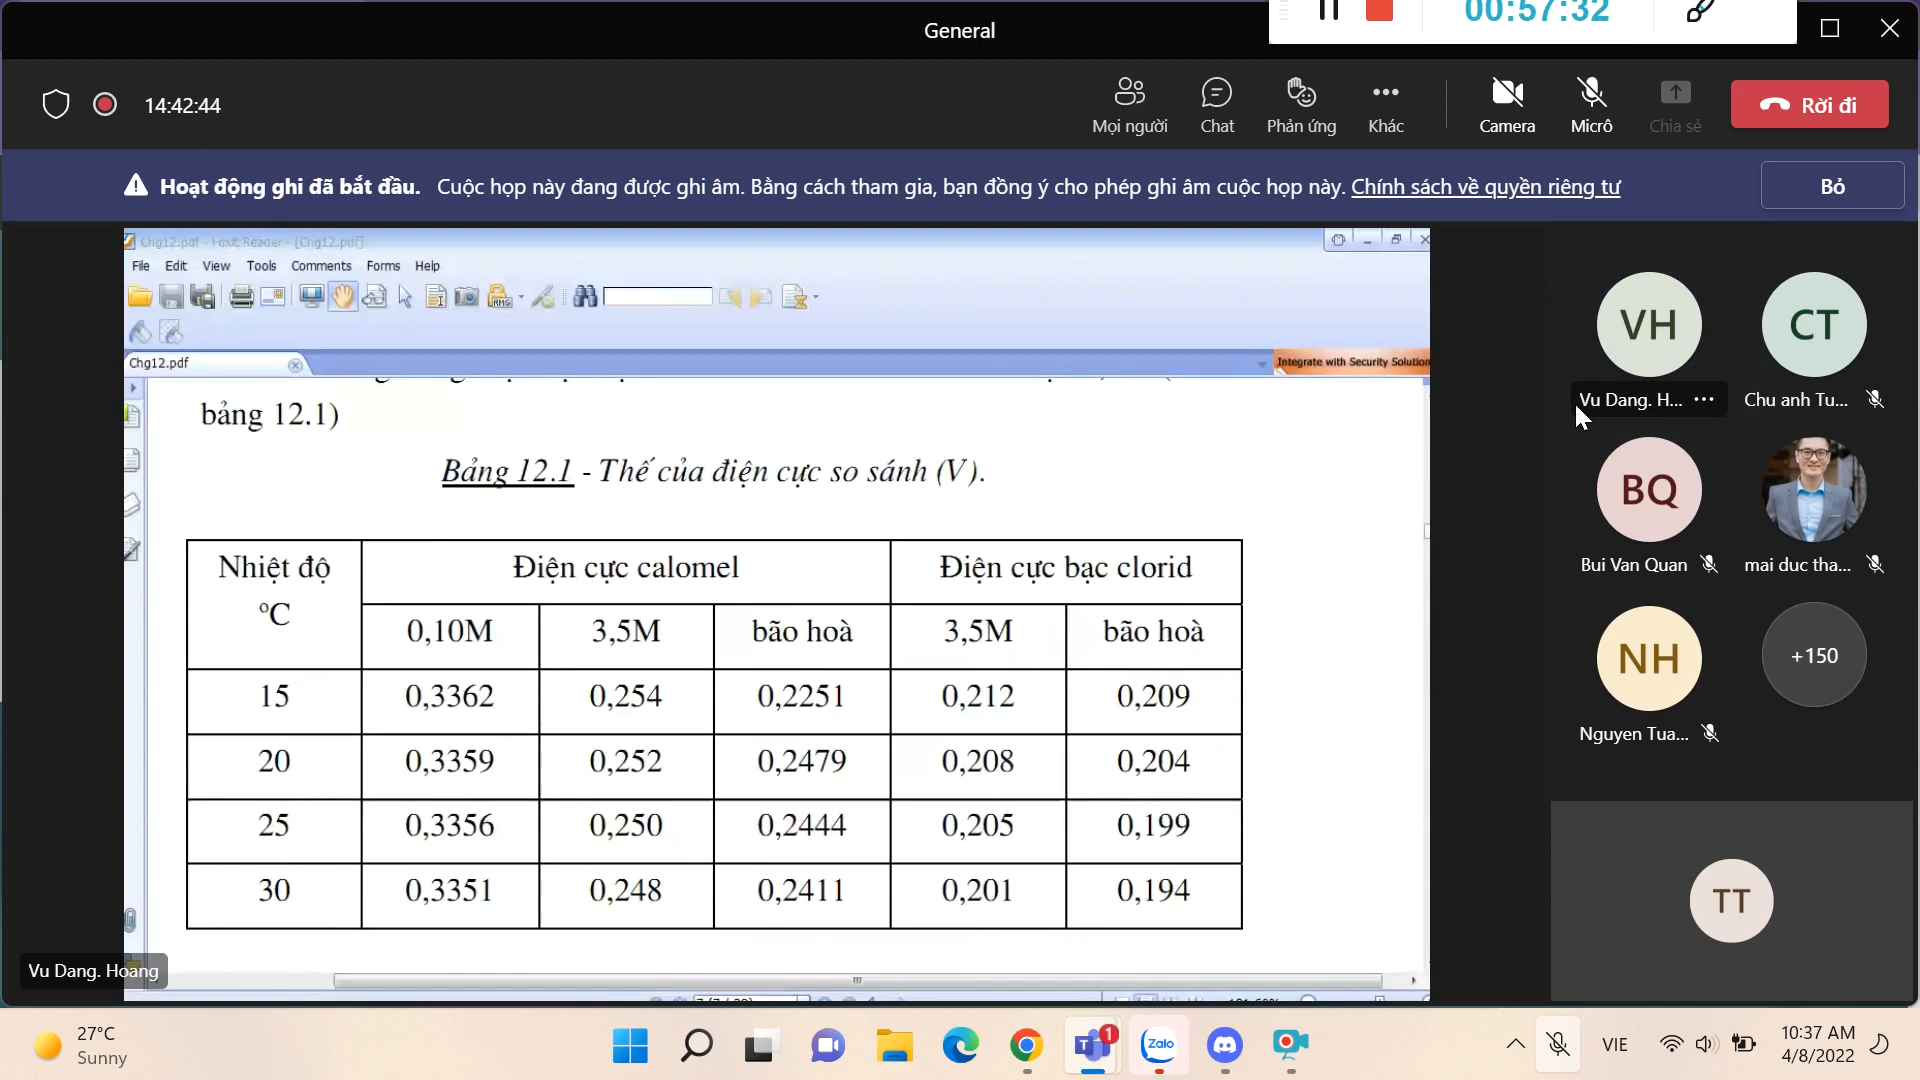 General
00:57:32
14:42:44
Mọi người
Chat
Phản ứng
Khác
Camera
Micrô
Chia sẻ
Rời đi
Hoạt động ghi đã bắt đầu. Cuộc họp này đang được ghi âm. Bằng cách tham gia, bạn đồng ý cho phép ghi âm cuộc họp này. Chính sách về quyền riêng tư
Bỏ
Chg12.pdf - Foxit Reader - [Chg12.pdf]
File Edit View Tools Comments Forms Help
Chg12.pdf
Integrate with Security Solution
bảng 12.1)
Bảng 12.1 - Thế của điện cực so sánh (V).
Nhiệt độ Điện cực calomel Điện cực bạc clorid
ºC
0,10M 3,5M bão hoà 3,5M bão hoà
15 0,3362 0,254 0,2251 0,212 0,209
20 0,3359 0,252 0,2479 0,208 0,204
25 0,3356 0,250 0,2444 0,205 0,199
30 0,3351 0,248 0,2411 0,201 0,194
Vu Dang. Hoang
VH
CT
Vu Dang. H...
Chu anh Tu...
BQ
Bui Van Quan
mai duc tha...
NH
+150
Nguyen Tua...
TT
27°C
Sunny
1
Zalo
VIE
10:37 AM
4/8/2022